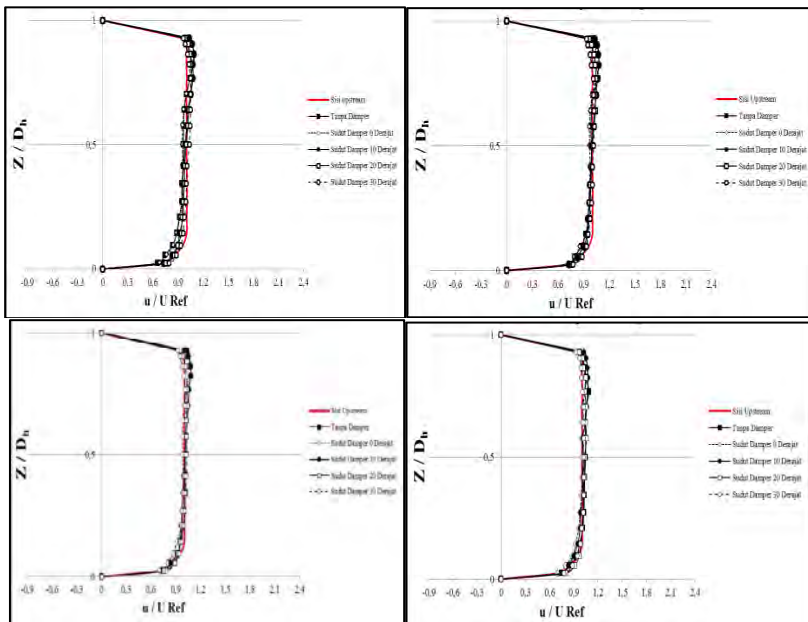 1
0,5
0
Z / Dh
-0,9 -0,6 -0,3 0 0,3 0,6 0,9 1,2 1,5 1,8 2,1 2,4
u / U Ref
Sisi Upstream
Tanpa Damper
Sudut Damper 0 Derajat
Sudut Damper 10 Derajat
Sudut Damper 20 Derajat
Sudut Damper 30 Derajat
1
0,5
0
Z / Dh
-0,9 -0,6 -0,3 0 0,3 0,6 0,9 1,2 1,5 1,8 2,1 2,4
u / U Ref
Sisi Upstream
Tanpa Damper
Sudut Damper 0 Derajat
Sudut Damper 10 Derajat
Sudut Damper 20 Derajat
Sudut Damper 30 Derajat
1
0,5
0
Z / Dh
-0,9 -0,6 -0,3 0 0,3 0,6 0,9 1,2 1,5 1,8 2,1 2,4
u / U Ref
Sisi Upstream
Tanpa Damper
Sudut Damper 0 Derajat
Sudut Damper 10 Derajat
Sudut Damper 20 Derajat
Sudut Damper 30 Derajat
1
0,5
0
Z / Dh
-0,9 -0,6 -0,3 0 0,3 0,6 0,9 1,2 1,5 1,8 2,1 2,4
u / U Ref
Sisi Upstream
Tanpa Damper
Sudut Damper 0 Derajat
Sudut Damper 10 Derajat
Sudut Damper 20 Derajat
Sudut Damper 30 Derajat